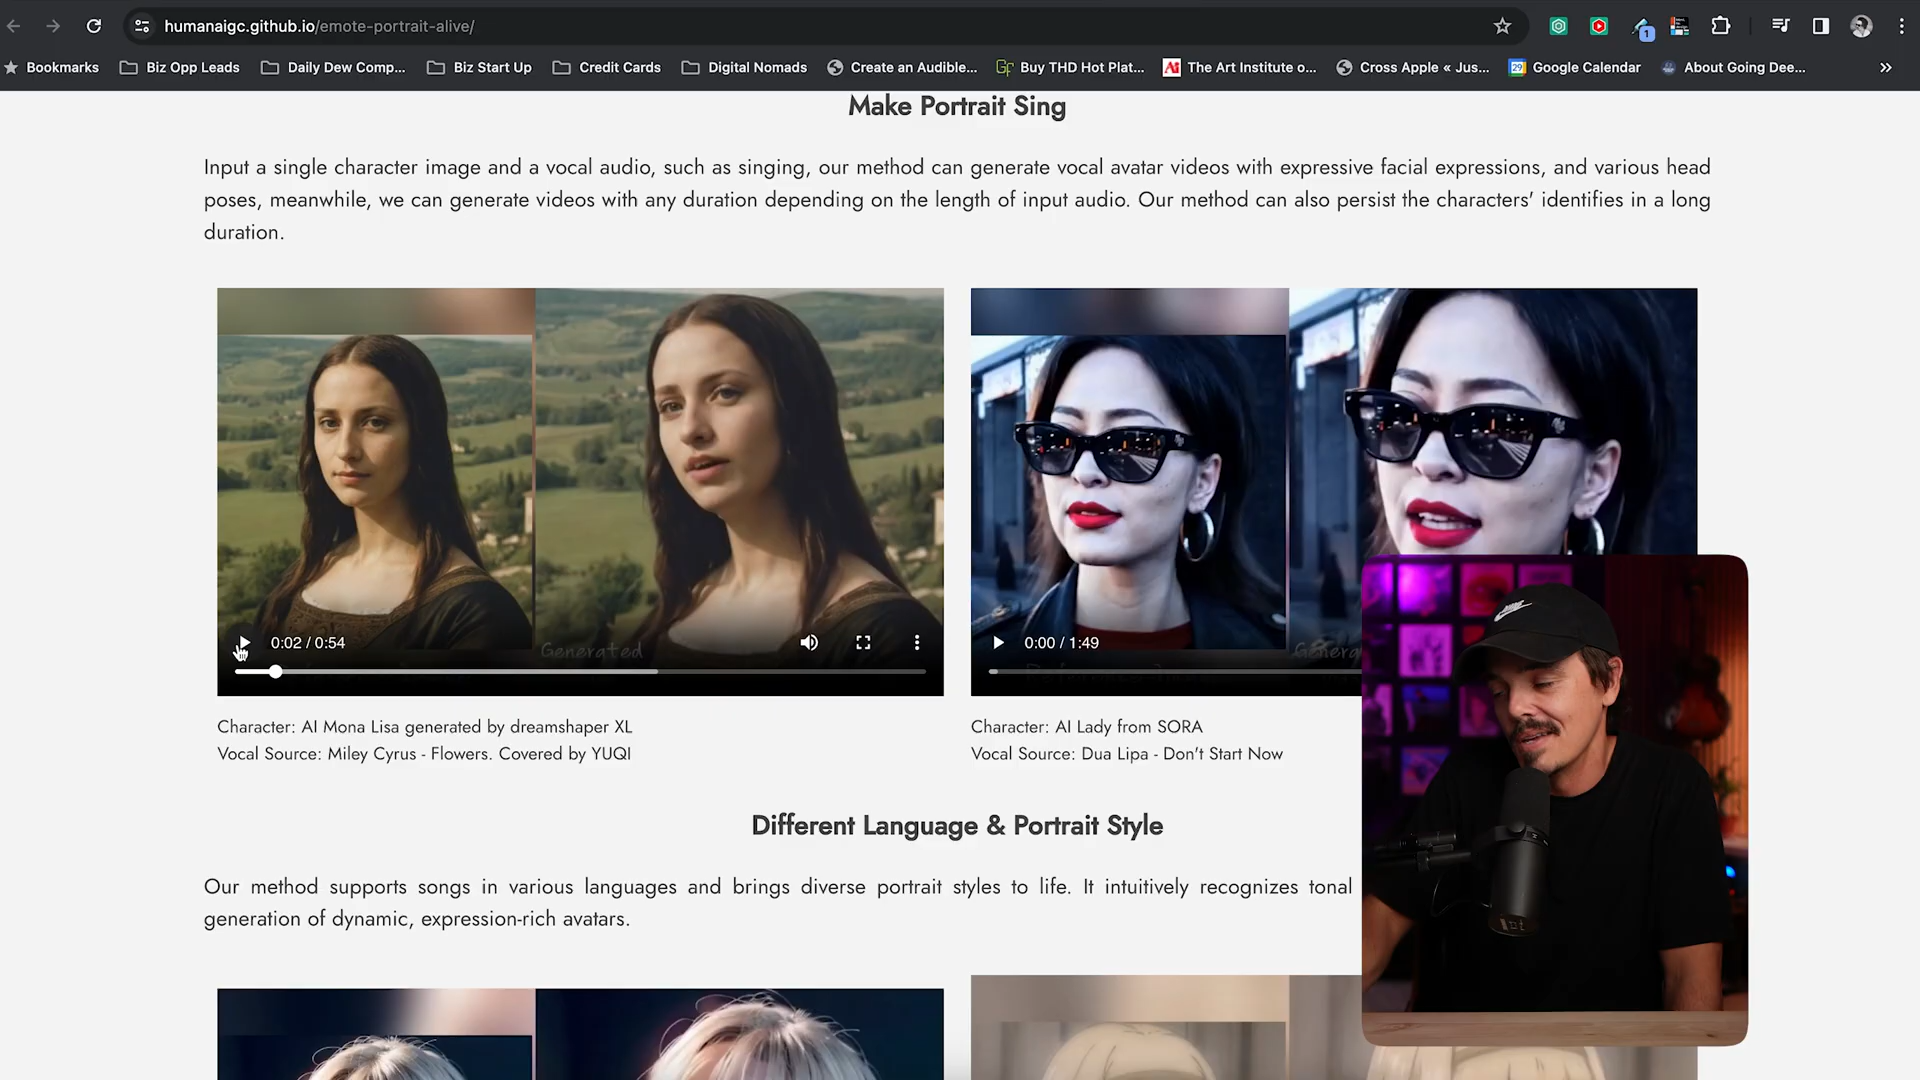 humanaigc.github.io/emote-portrait-alive/
1
Bookmarks Biz Opp Leads Daily Dew Comp... Biz Start Up Credit Cards Digital Nomads Create an Audible... Gf Buy THD Hot Plat... Ai The Art Institute o... Cross Apple « Jus... 29 Google Calendar About Going Dee...
Make Portrait Sing
Input a single character image and a vocal audio, such as singing, our method can generate vocal avatar videos with expressive facial expressions, and various head
poses, meanwhile, we can generate videos with any duration depending on the length of input audio. Our method can also persist the characters' identifies in a long
duration.
0:02 / 0:54
Generated
0:00 / 1:49
Character: AI Mona Lisa generated by dreamshaper XL
Vocal Source: Miley Cyrus - Flowers. Covered by YUQI
Character: AI Lady from SORA
Vocal Source: Dua Lipa - Don't Start Now
Different Language & Portrait Style
Our method supports songs in various languages and brings diverse portrait styles to life. It intuitively recognizes tonal
generation of dynamic, expression-rich avatars.